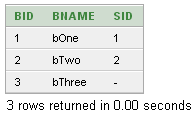 BID BNAME SID
1 bOne 1
2 bTwo 2
3 bThree -
3 rows returned in 0.00 seconds